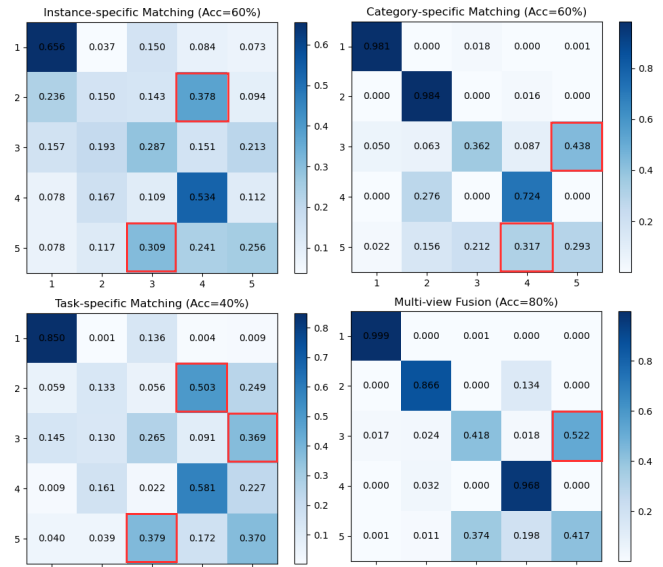 Instance-specific Matching (Acc=60%)
1 0.656 0.037 0.150 0.084 0.073
2 0.236 0.150 0.143 0.378 0.094
3 0.157 0.193 0.287 0.151 0.213
4 0.078 0.167 0.109 0.534 0.112
5 0.078 0.117 0.309 0.241 0.256
1 2 3 4 5
0.6
0.5
0.4
0.3
0.2
0.1
Category-specific Matching (Acc=60%)
1 0.981 0.000 0.018 0.000 0.001
2 0.000 0.984 0.000 0.016 0.000
3 0.050 0.063 0.362 0.087 0.438
4 0.000 0.276 0.000 0.724 0.000
5 0.022 0.156 0.212 0.317 0.293
1 2 3 4 5
0.8
0.6
0.4
0.2
Task-specific Matching (Acc=40%)
1 0.850 0.001 0.136 0.004 0.009
2 0.059 0.133 0.056 0.503 0.249
3 0.145 0.130 0.265 0.091 0.369
4 0.009 0.161 0.022 0.581 0.227
5 0.040 0.039 0.379 0.172 0.370
0.8
0.7
0.6
0.5
0.4
0.3
0.2
0.1
Multi-view Fusion (Acc=80%)
1 0.999 0.000 0.001 0.000 0.000
2 0.000 0.866 0.000 0.134 0.000
3 0.017 0.024 0.418 0.018 0.522
4 0.000 0.032 0.000 0.968 0.000
5 0.001 0.011 0.374 0.198 0.417
0.8
0.6
0.4
0.2